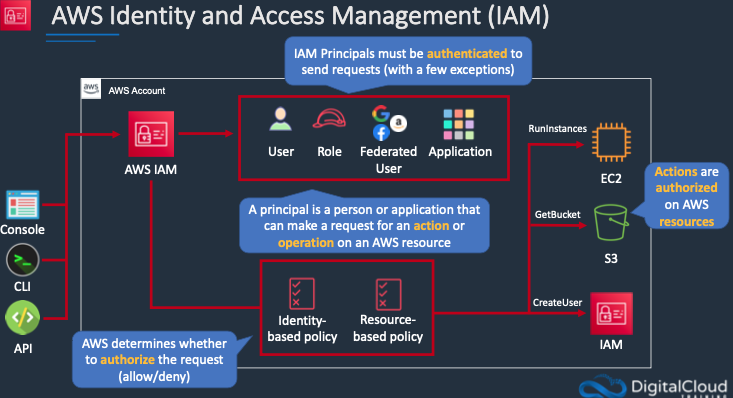 AWS Identity and Access Management (IAM)
IAM Principals must be authenticated to
send requests (with a few exceptions)
aws
AWS Account
AWS IAM
User
Role
Federated
User
Application
RunInstances
EC2
Actions are
authorized
on AWS
resources
A principal is a person or application that
can make a request for an action or
operation on an AWS resource
GetBucket
S3
Console
CLI
API
Identity-
based policy
Resource-
based policy
CreateUser
IAM
AWS determines whether
to authorize the request
(allow/deny)
DigitalCloud
TRAINING